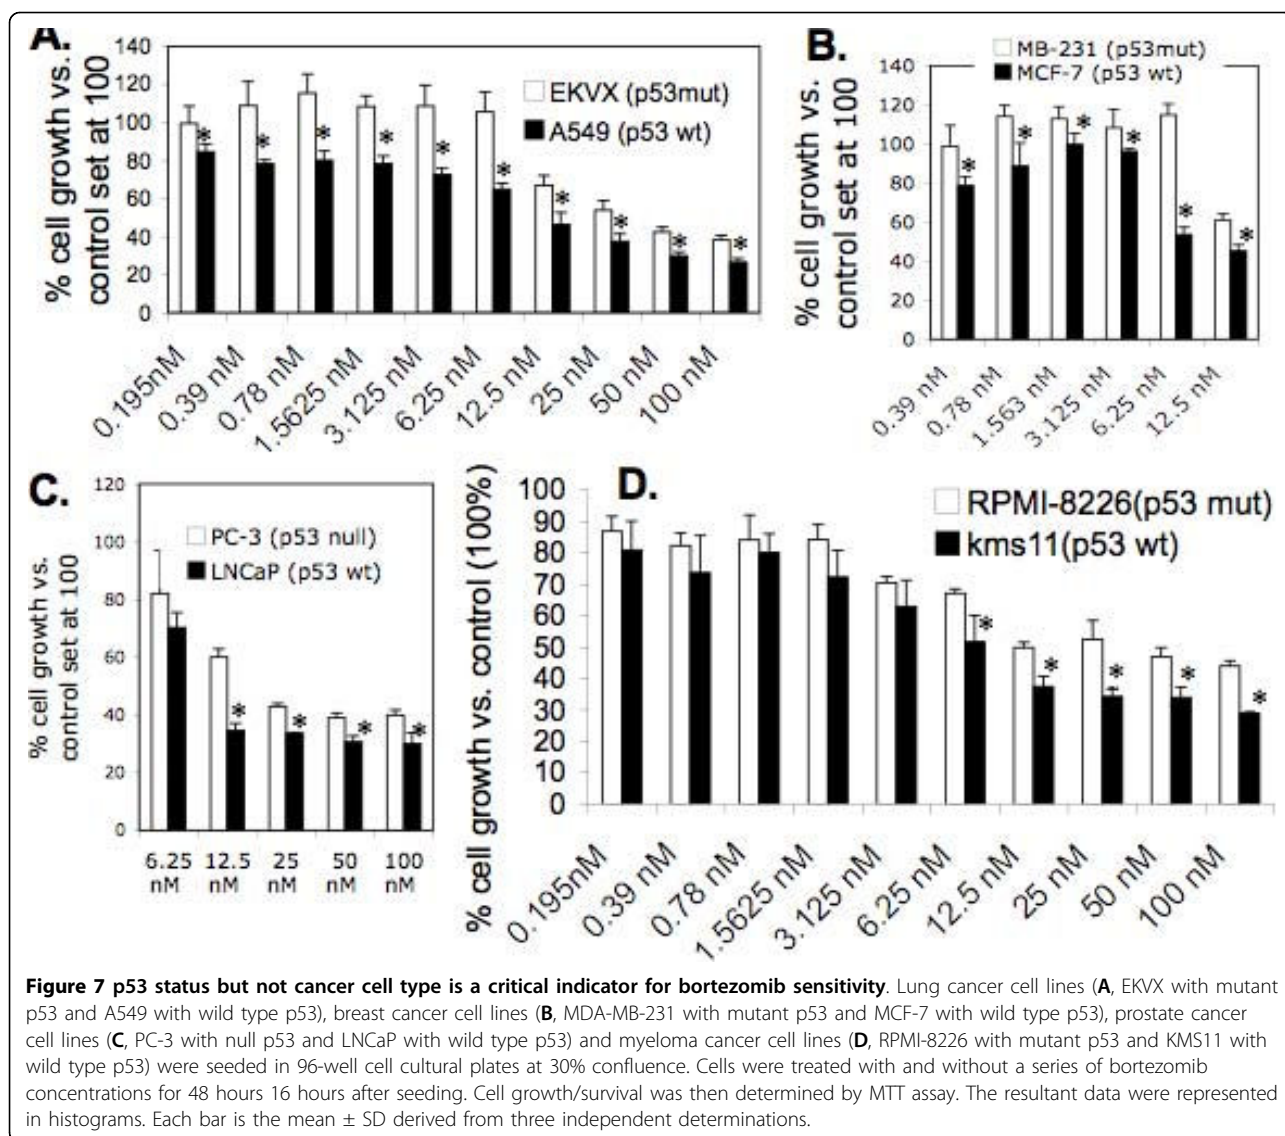 A.
% cell growth vs.
control set at 100
140
120
100
80
60
40
20
0
EKVX (p53mut)
A549 (p53 wt)
* * * * * * * * * *
0.195nM
0.39 nM
0.78 nM
1.5625 nM
3.125 nM
6.25 nM
12.5 nM
25 nM
50 nM
100 nM
B.
MB-231 (p53mut)
MCF-7 (p53 wt)
% cell growth vs.
control set at 100
140
120
100
80
60
40
20
0
* * * * * *
0.39 nM
0.78 nM
1.563 nM
3.125 nM
6.25 nM
12.5 nM
C.
% cell growth vs.
control set at 100
120
100
80
60
40
20
0
PC-3 (p53 null)
LNCaP (p53 wt)
* * * *
6.25 nM
12.5 nM
25 nM
50 nM
100 nM
D.
% cell growth vs. control (100%)
100
90
80
70
60
50
40
30
20
10
0
RPMI-8226(p53 mut)
kms11(p53 wt)
* * * * *
0.195nM
0.39 nM
0.78 nM
1.5625 nM
3.125 nM
6.25 nM
12.5 nM
25 nM
50 nM
100 nM
Figure 7 p53 status but not cancer cell type is a critical indicator for bortezomib sensitivity. Lung cancer cell lines (A, EKVX with mutant
p53 and A549 with wild type p53), breast cancer cell lines (B, MDA-MB-231 with mutant p53 and MCF-7 with wild type p53), prostate cancer
cell lines (C, PC-3 with null p53 and LNCaP with wild type p53) and myeloma cancer cell lines (D, RPMI-8226 with mutant p53 and KMS11 with
wild type p53) were seeded in 96-well cell cultural plates at 30% confluence. Cells were treated with and without a series of bortezomib
concentrations for 48 hours 16 hours after seeding. Cell growth/survival was then determined by MTT assay. The resultant data were represented
in histograms. Each bar is the mean ± SD derived from three independent determinations.